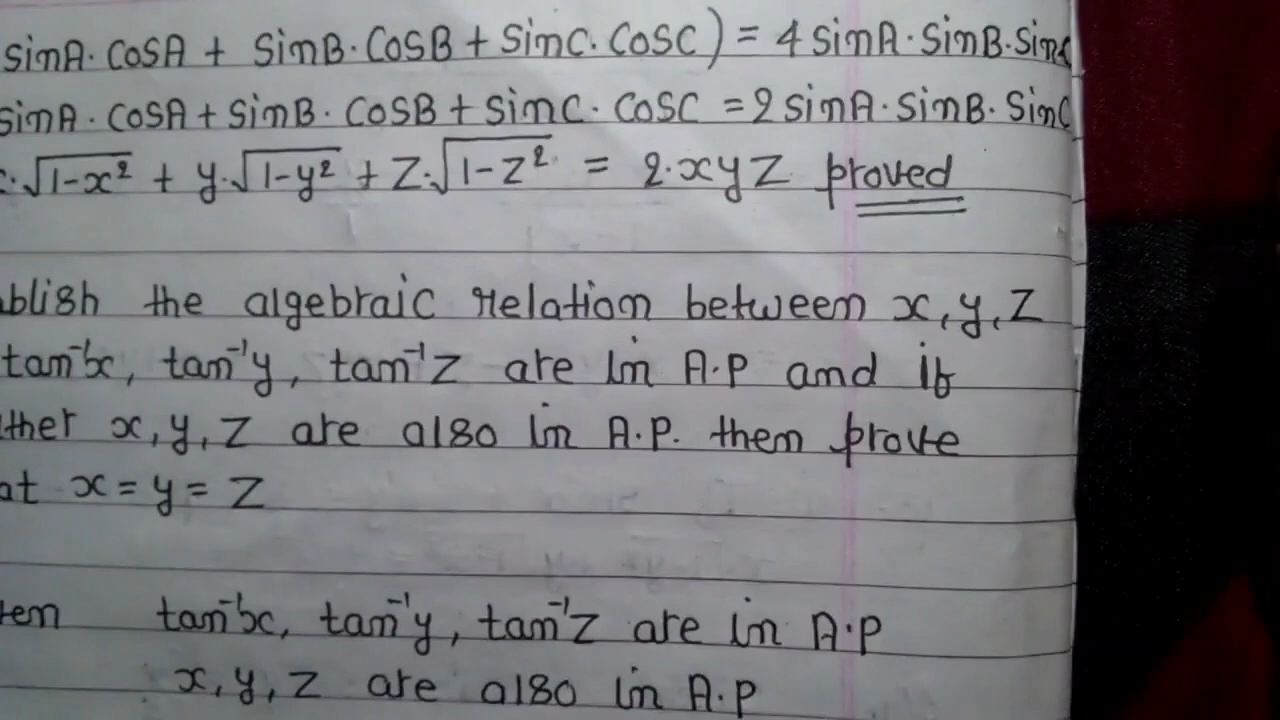 sinA. cosA + sinB. cosB + sinC. cosC) = 4 sinA. sinB. sinC
sinA. cosA + sinB. cosB + sinC. cosC = 2 sinA. sinB. sinC
.√1-x² + y.√1-y² + z.√1-z² = 2.xyz proved
blish the algebraic relation between x, y, z
tan⁻¹x, tan⁻¹y, tan⁻¹z are in A.P and if
ther x, y, z are also in A.P. then prove
at x = y = z
en tan⁻¹x, tan⁻¹y, tan⁻¹z are in A.P
x, y, z are also in A.P